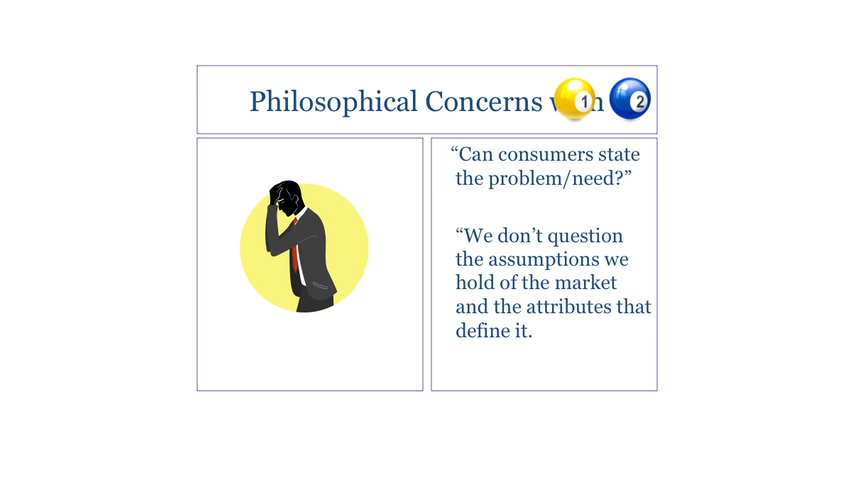 Philosophical Concerns 1 2
“Can consumers state
the problem/need?”
“We don’t question
the assumptions we
hold of the market
and the attributes that
define it.